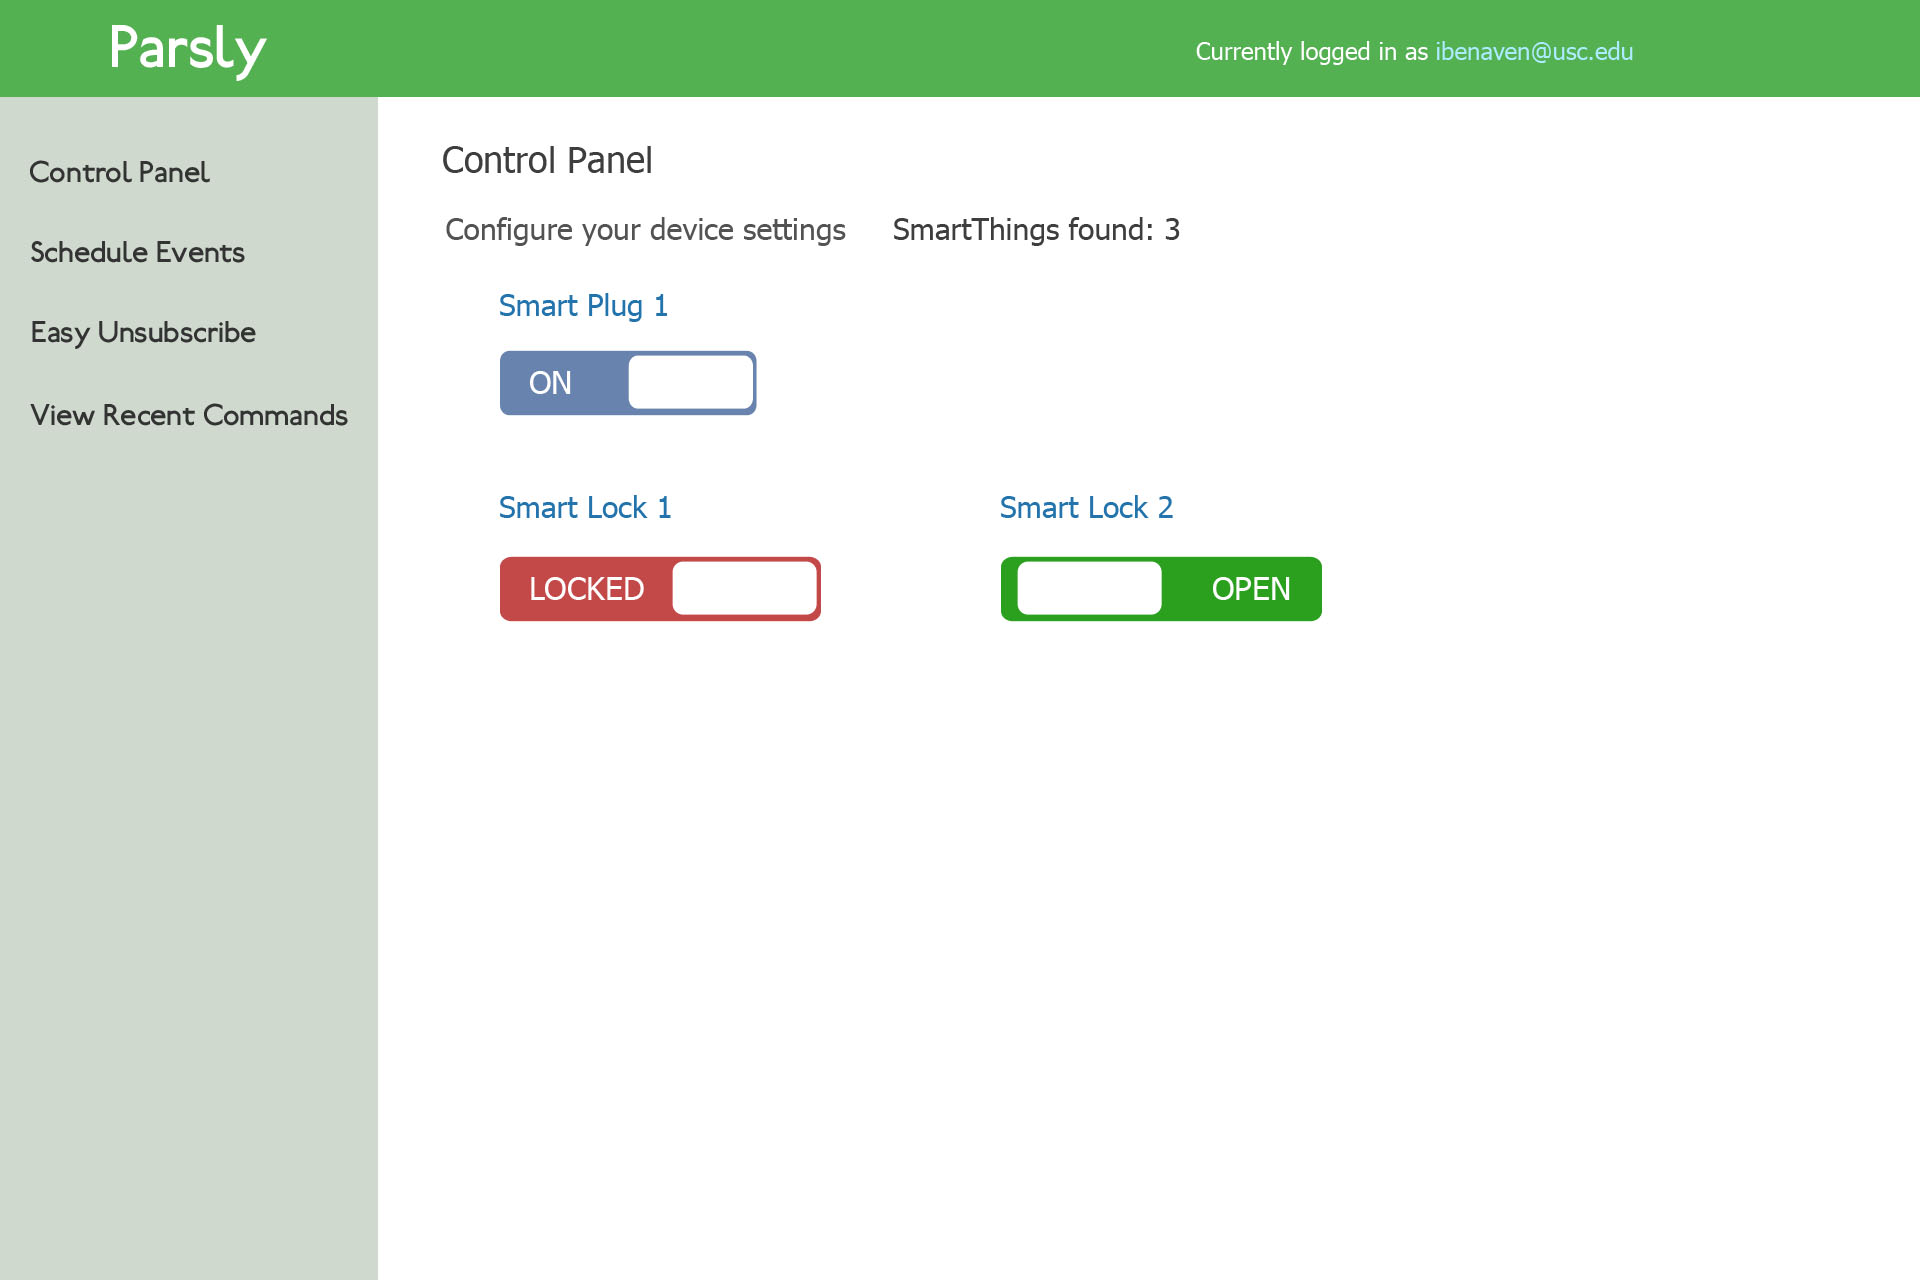 Parsly
Currently logged in as ibenaven@usc.edu
Control Panel
Schedule Events
Easy Unsubscribe
View Recent Commands
Control Panel
Configure your device settings
SmartThings found: 3
Smart Plug 1
ON
Smart Lock 1
LOCKED
Smart Lock 2
OPEN